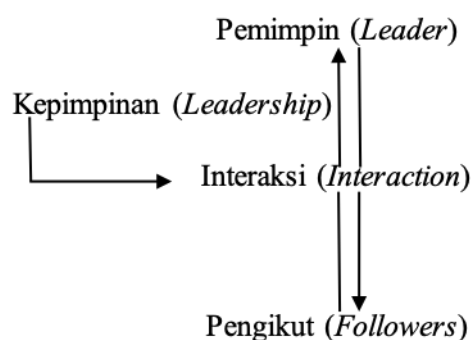 Pemimpin (Leader)
Kepimpinan (Leadership)
Interaksi (Interaction)
Pengikut (Followers)